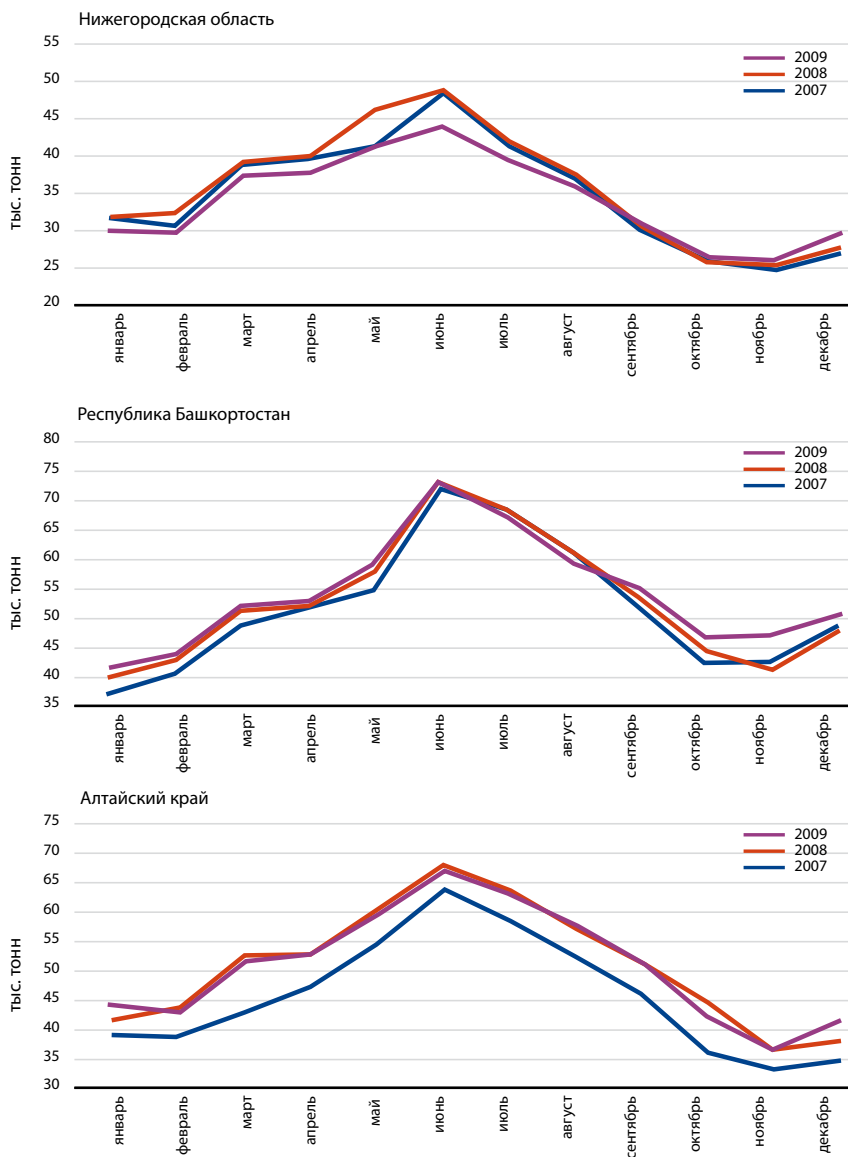 Нижегородская область
тыс. тонн
55
50
45
40
35
30
25
20
2009
2008
2007
январь
февраль
март
апрель
май
июнь
июль
август
сентябрь
октябрь
ноябрь
декабрь
Республика Башкортостан
тыс. тонн
80
75
70
65
60
55
50
45
40
35
2009
2008
2007
январь
февраль
март
апрель
май
июнь
июль
август
сентябрь
октябрь
ноябрь
декабрь
Алтайский край
тыс. тонн
75
70
65
60
55
50
45
40
35
30
2009
2008
2007
январь
февраль
март
апрель
май
июнь
июль
август
сентябрь
октябрь
ноябрь
декабрь